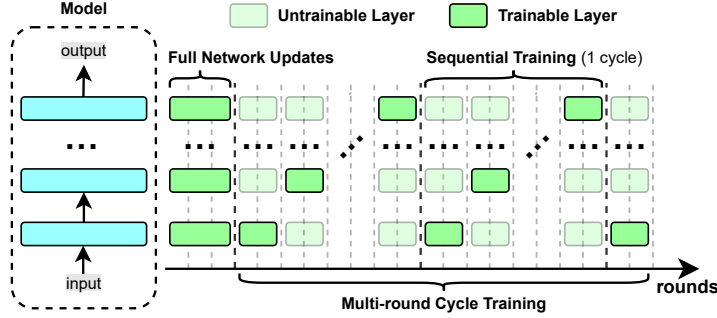 Model
Untrainable Layer
Trainable Layer
output
Full Network Updates
Sequential Training (1 cycle)
input
rounds
Multi-round Cycle Training